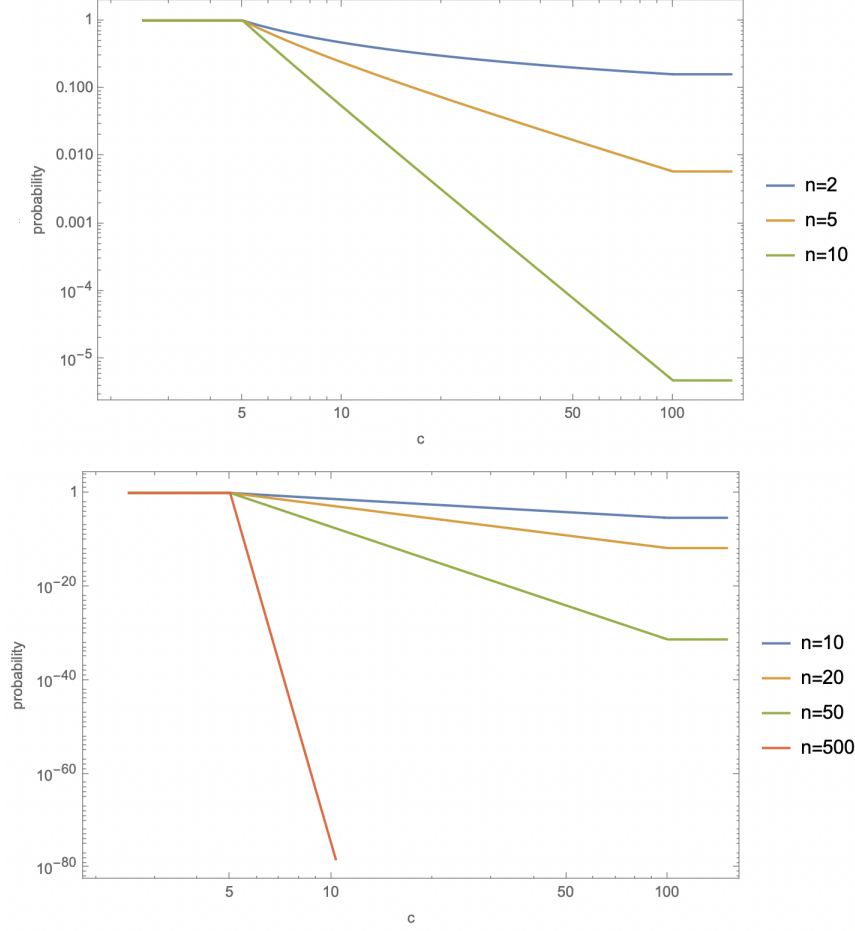 1
0.100
0.010
0.001
10⁻⁴
10⁻⁵
probability
5 10 50 100
c
n=2
n=5
n=10
1
10⁻²⁰
10⁻⁴⁰
10⁻⁶⁰
10⁻⁸⁰
probability
5 10 50 100
c
n=10
n=20
n=50
n=500